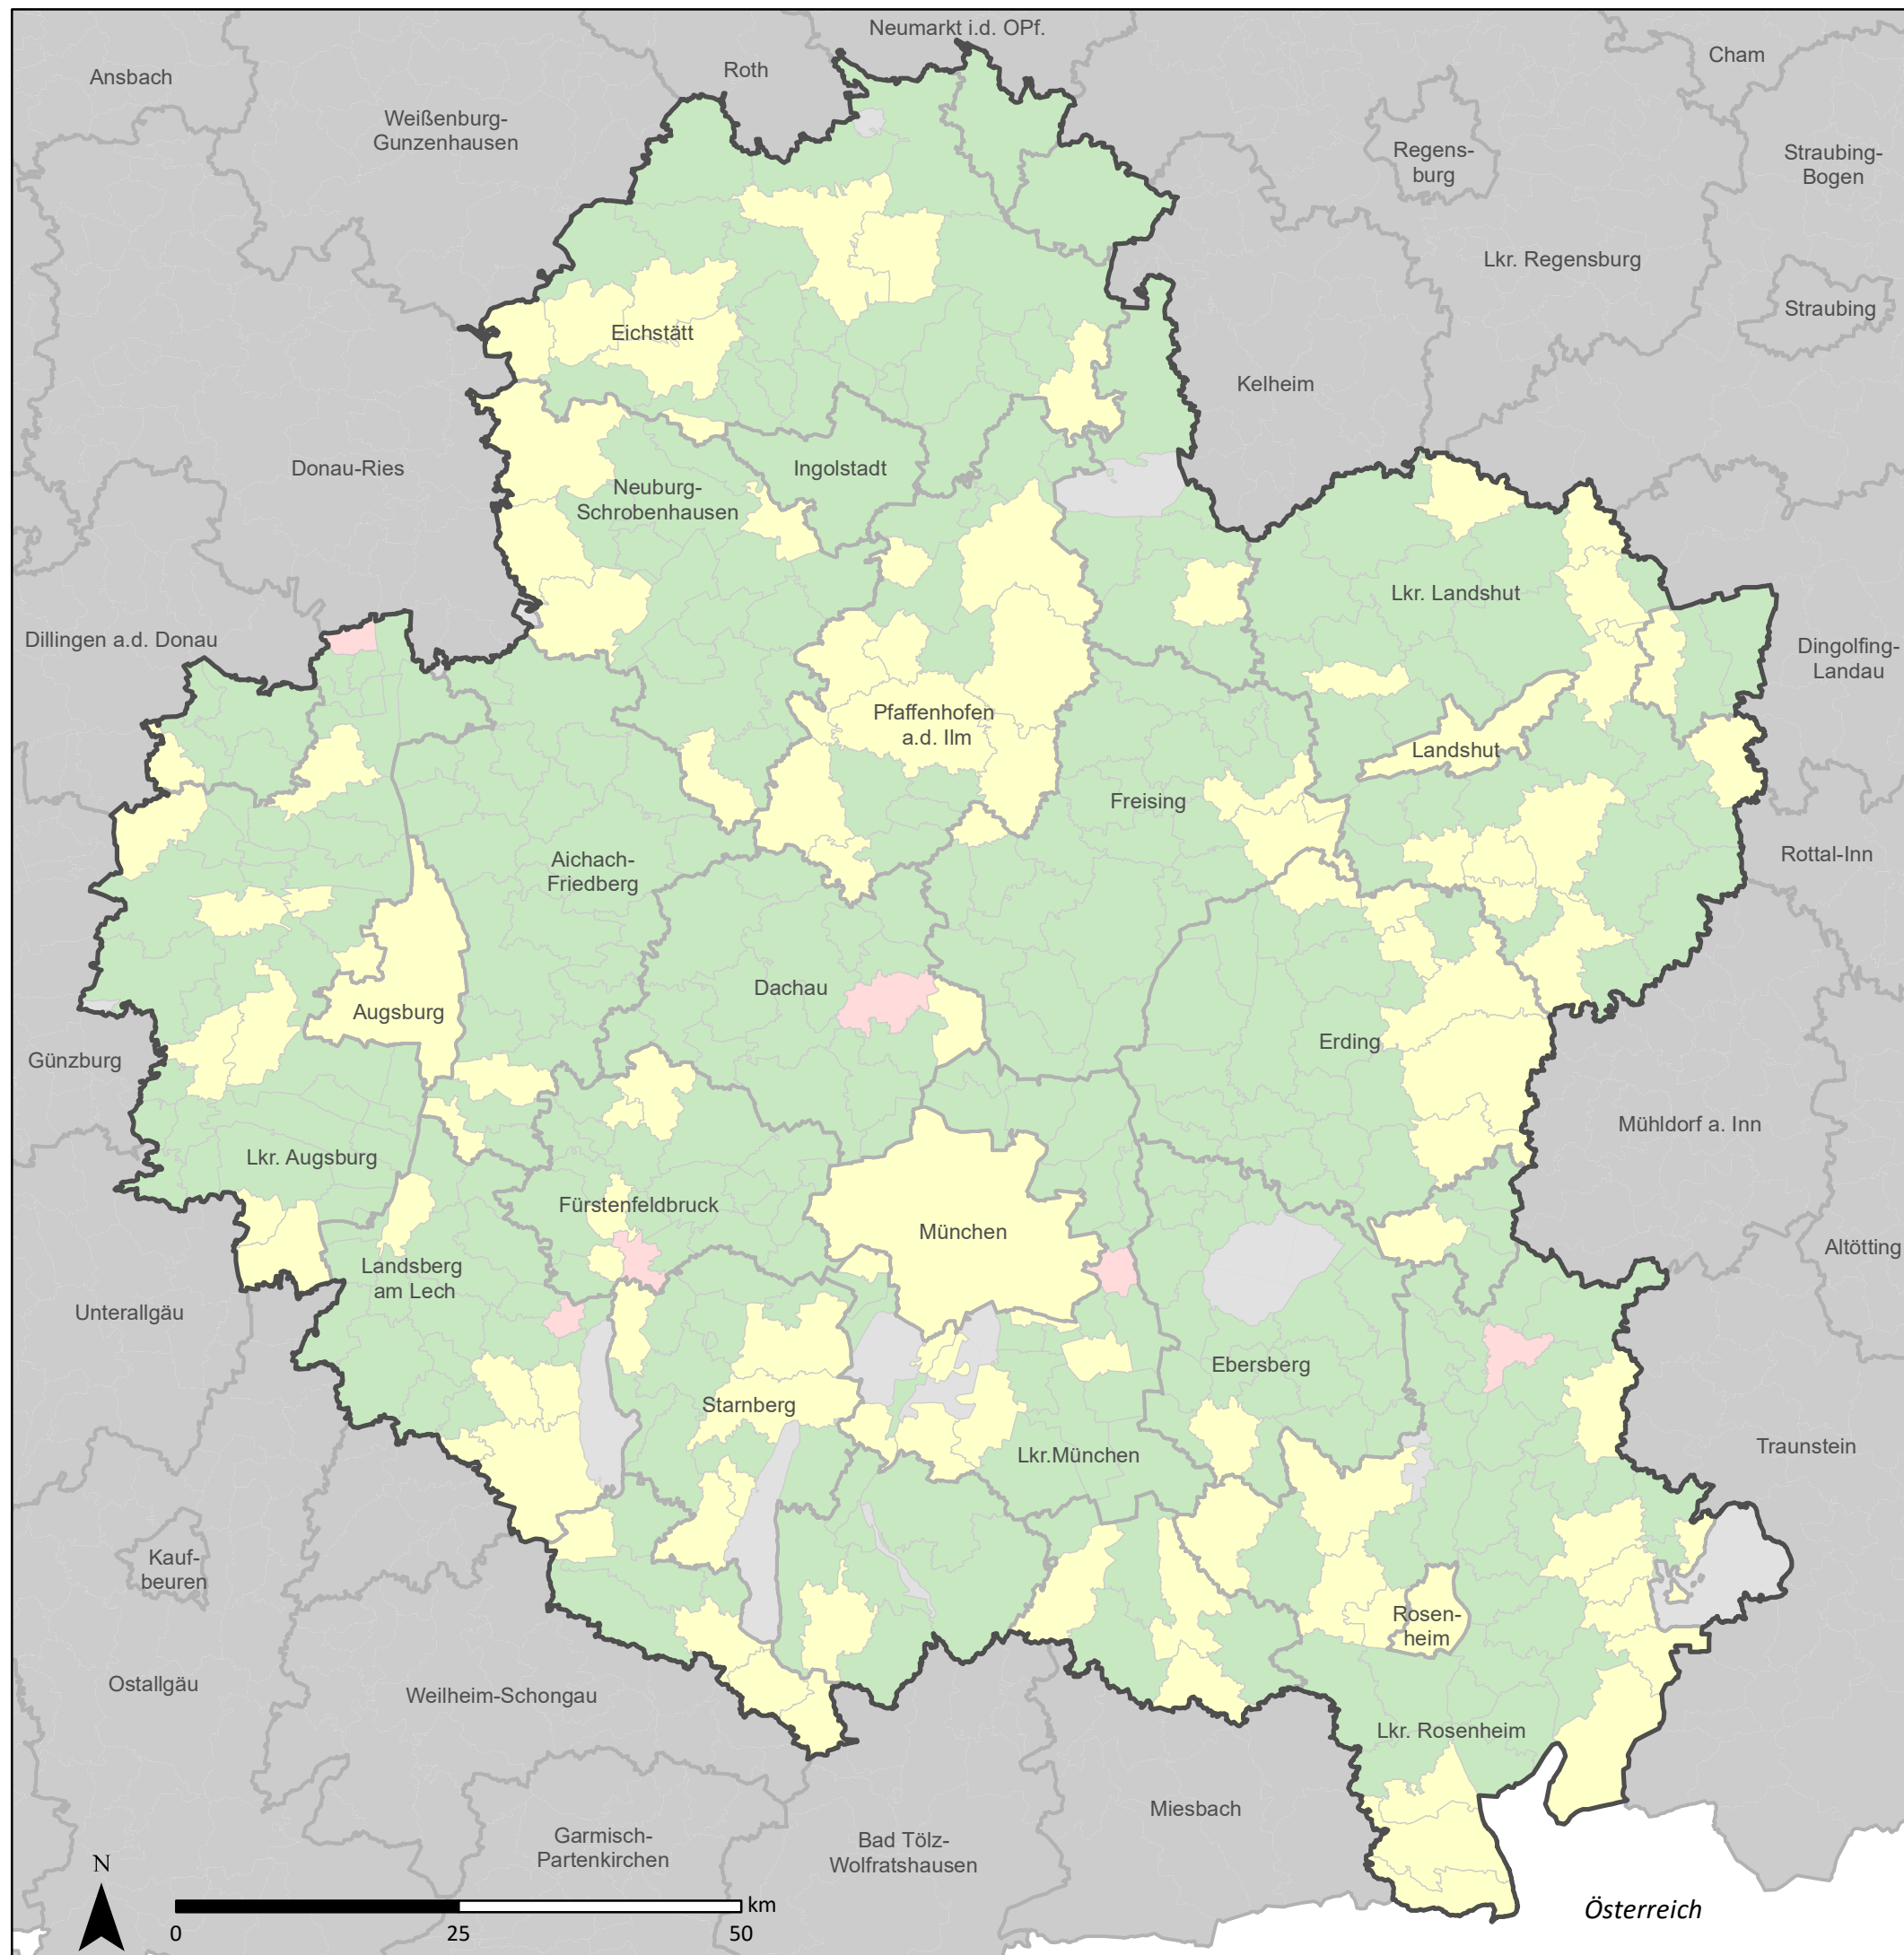 Neumarkt i.d. OPf.
Cham
Roth
Ansbach
Weißenburg-
Gunzenhausen
Regens-
burg
Straubing-
Bogen
Lkr. Regensburg
Straubing
Eichstätt
Kelheim
Donau-Ries
Ingolstadt
Neuburg-
Schrobenhausen
Lkr. Landshut
Dillingen a.d. Donau
Dingolfing-
Landau
Pfaffenhofen
a.d. Ilm
Landshut
Freising
Aichach-
Friedberg
Rottal-Inn
Dachau
Augsburg
Erding
Günzburg
Mühldorf a. Inn
Lkr. Augsburg
Fürstenfeldbruck
München
Altötting
Landsberg
am Lech
Unterallgäu
Ebersberg
Starnberg
Lkr.München
Traunstein
Kauf-
beuren
Rosen-
heim
Ostallgäu
Weilheim-Schongau
Lkr. Rosenheim
Miesbach
Garmisch-
Partenkirchen
Bad Tölz-
Wolfratshausen
N
km
0
25
50
Österreich